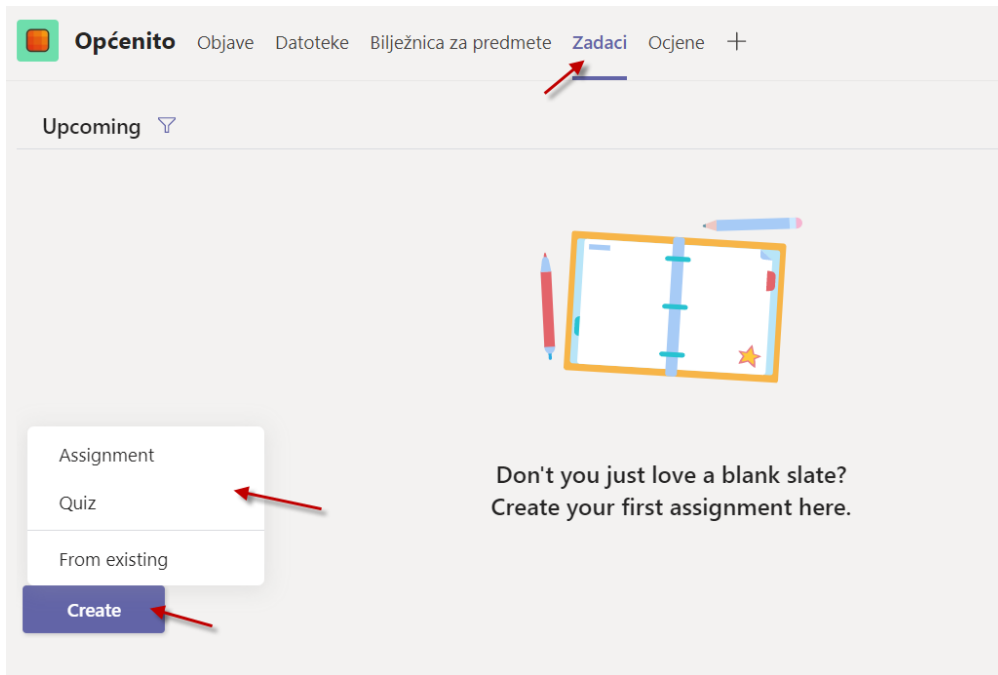 Općenito Objave Datoteke Bilježnica za predmete Zadaci Ocjene +
Upcoming
Don't you just love a blank slate?
Create your first assignment here.
Assignment
Quiz
From existing
Create